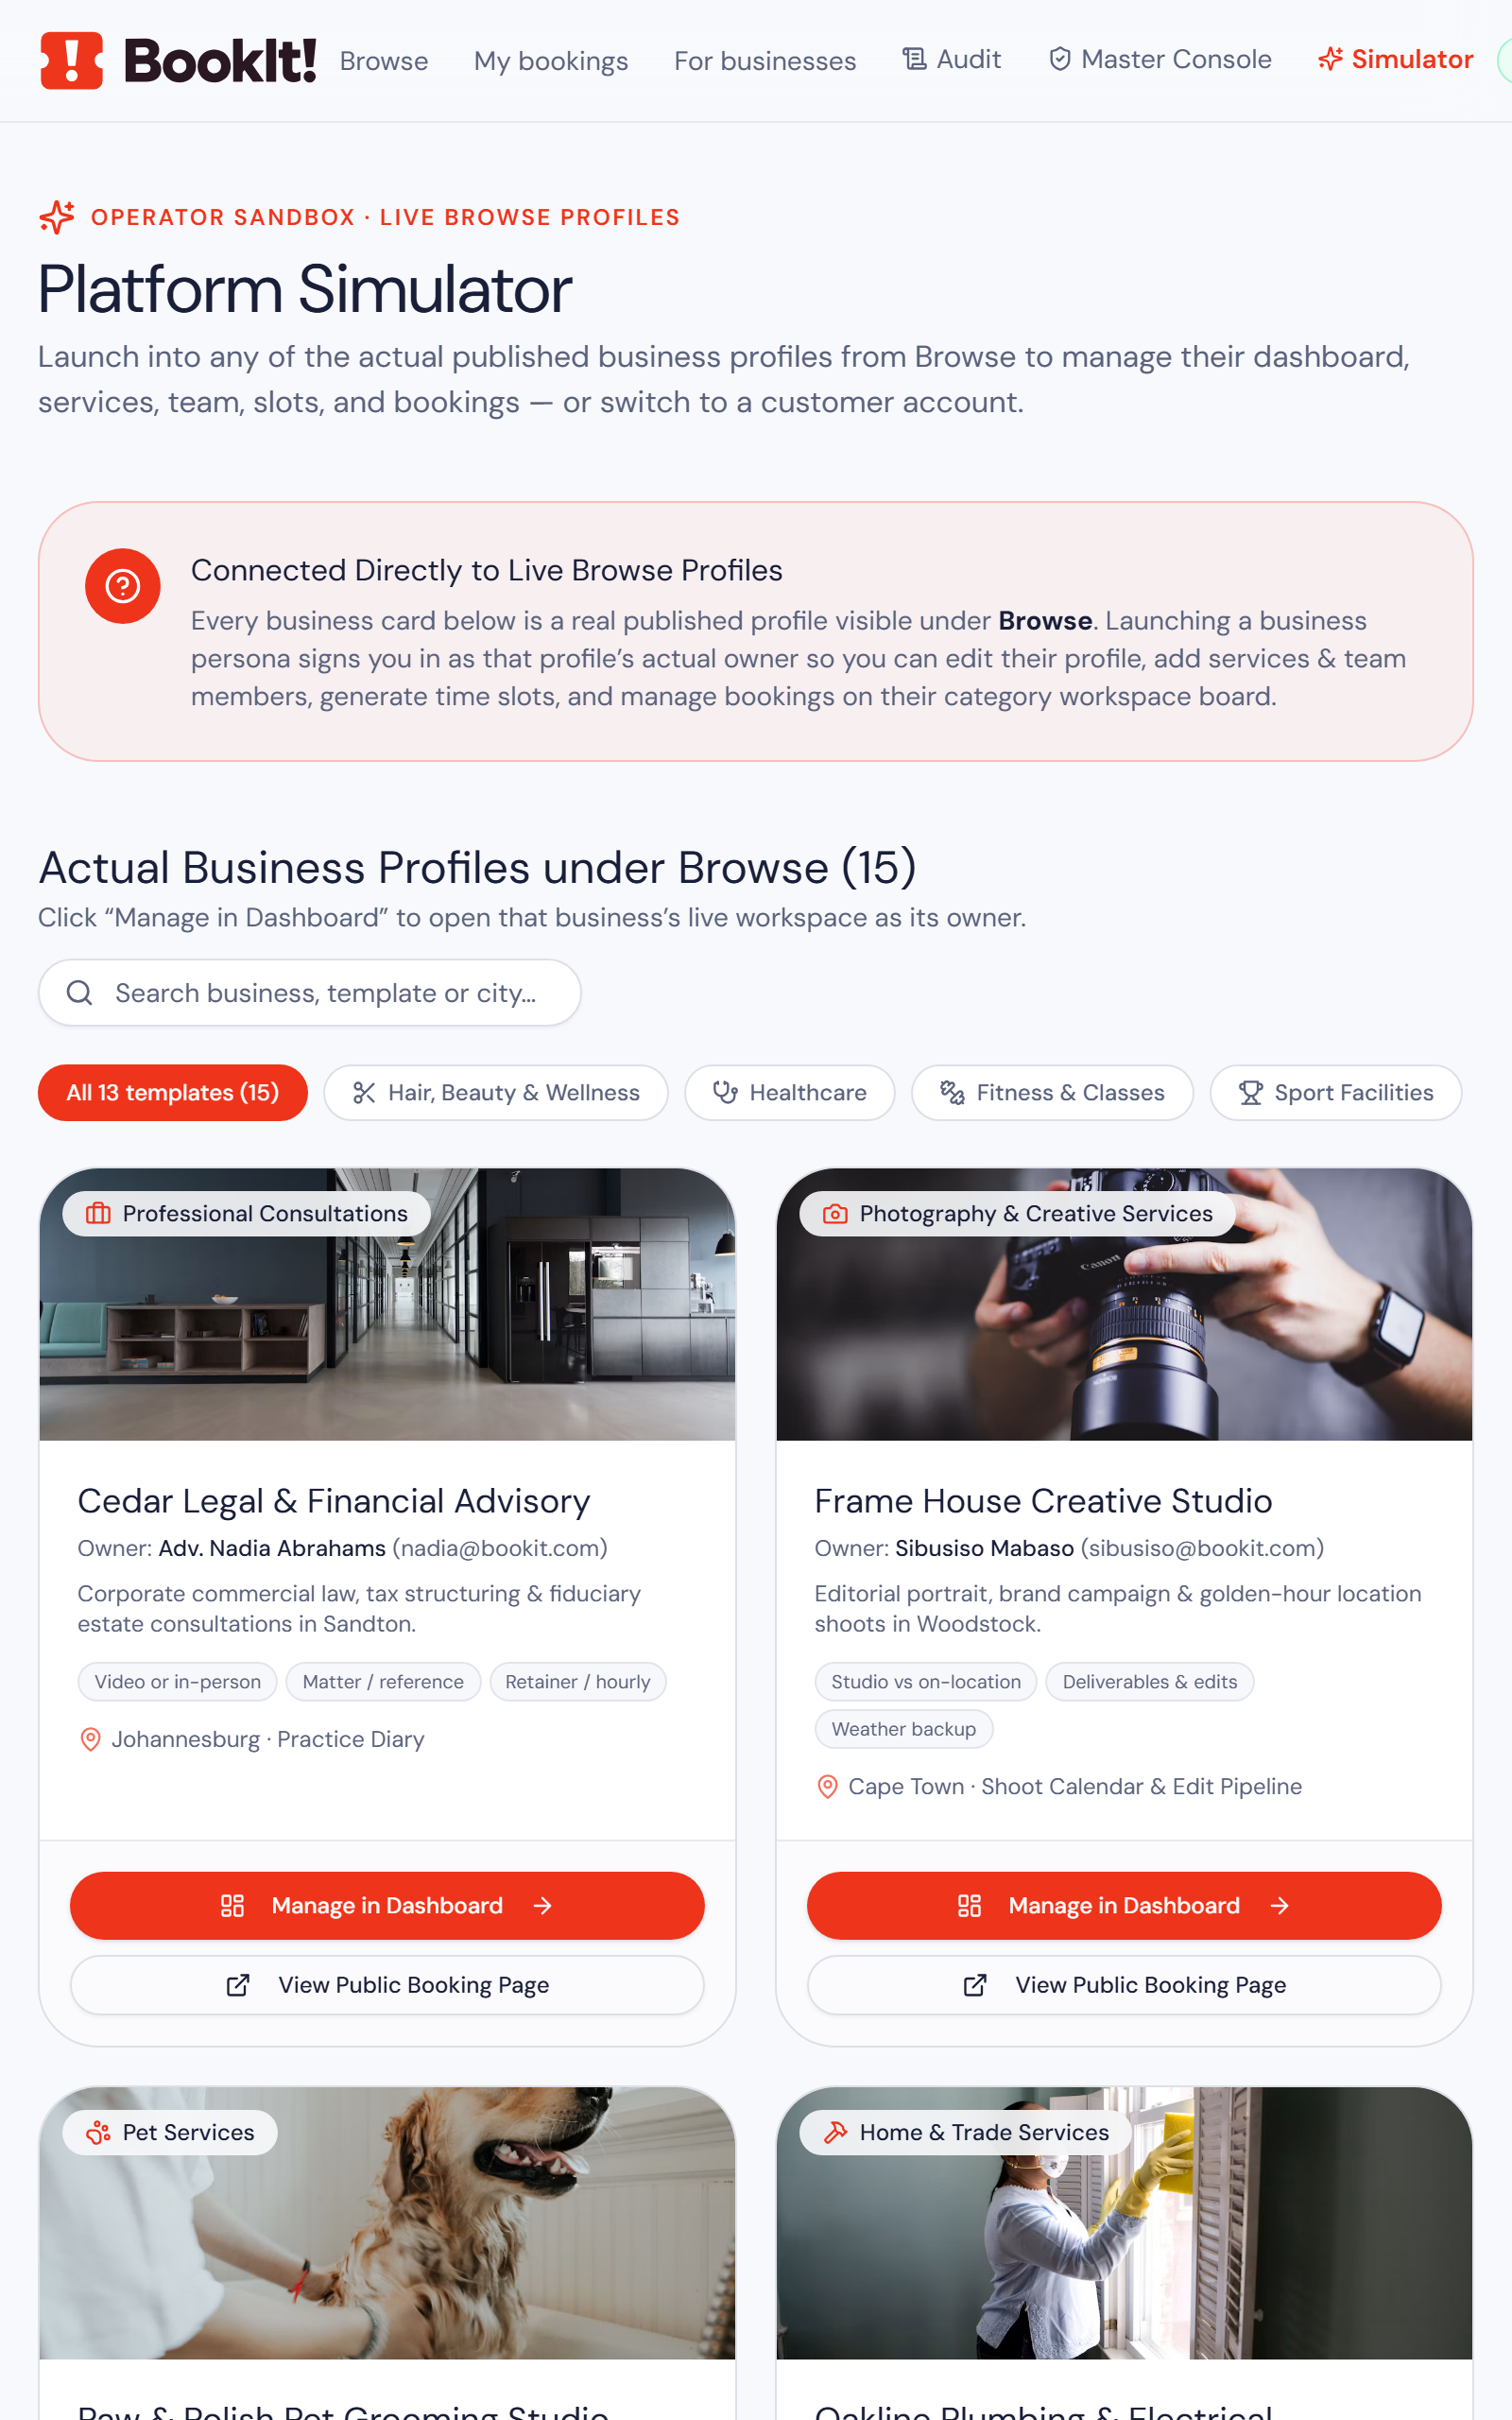 BookIt!
Browse
My bookings
For businesses
Audit
Master Console
Simulator
OPERATOR SANDBOX · LIVE BROWSE PROFILES
Platform Simulator
Launch into any of the actual published business profiles from Browse to manage their dashboard,
services, team, slots, and bookings — or switch to a customer account.
Connected Directly to Live Browse Profiles
Every business card below is a real published profile visible under Browse. Launching a business
persona signs you in as that profile’s actual owner so you can edit their profile, add services & team
members, generate time slots, and manage bookings on their category workspace board.
Actual Business Profiles under Browse (15)
Click “Manage in Dashboard” to open that business’s live workspace as its owner.
Search business, template or city...
All 13 templates (15)
Hair, Beauty & Wellness
Healthcare
Fitness & Classes
Sport Facilities
Professional Consultations
Cedar Legal & Financial Advisory
Owner: Adv. Nadia Abrahams (nadia@bookit.com)
Corporate commercial law, tax structuring & fiduciary
estate consultations in Sandton.
Video or in-person
Matter / reference
Retainer / hourly
Johannesburg · Practice Diary
Manage in Dashboard
View Public Booking Page
Photography & Creative Services
Canon
Frame House Creative Studio
Owner: Sibusiso Mabaso (sibusiso@bookit.com)
Editorial portrait, brand campaign & golden-hour location
shoots in Woodstock.
Studio vs on-location
Deliverables & edits
Weather backup
Cape Town · Shoot Calendar & Edit Pipeline
Manage in Dashboard
View Public Booking Page
Pet Services
Paw & Polish Pet Grooming Studio
Home & Trade Services
Oakline Plumbing & Electrical